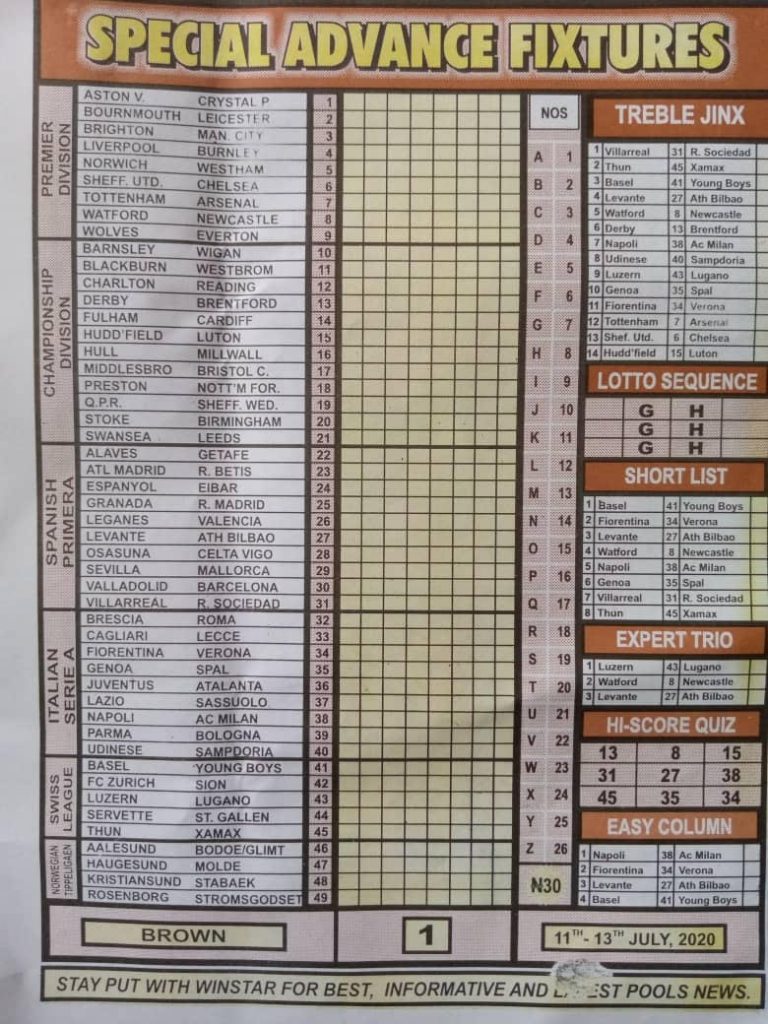 SPECIAL ADVANCE FIXTURES
PREMIER DIVISION
ASTON V. CRYSTAL P 1
BOURNMOUTH LEICESTER 2
BRIGHTON MAN. CITY 3
LIVERPOOL BURNLEY 4
NORWICH WESTHAM 5
SHEFF. UTD. CHELSEA 6
TOTTENHAM ARSENAL 7
WATFORD NEWCASTLE 8
WOLVES EVERTON 9
CHAMPIONSHIP DIVISION
BARNSLEY WIGAN 10
BLACKBURN WESTBROM 11
CHARLTON READING 12
DERBY BRENTFORD 13
FULHAM CARDIFF 14
HUDD'FIELD LUTON 15
HULL MILLWALL 16
MIDDLESBRO BRISTOL C. 17
PRESTON NOTT'M FOR. 18
Q.P.R. SHEFF. WED. 19
STOKE BIRMINGHAM 20
SWANSEA LEEDS 21
SPANISH PRIMERA
ALAVES GETAFE 22
ATL MADRID R. BETIS 23
ESPANYOL EIBAR 24
GRANADA R. MADRID 25
LEGANES VALENCIA 26
LEVANTE ATH BILBAO 27
OSASUNA CELTA VIGO 28
SEVILLA MALLORCA 29
VALLADOLID BARCELONA 30
VILLARREAL R. SOCIEDAD 31
ITALIAN SERIE A
BRESCIA ROMA 32
CAGLIARI LECCE 33
FIORENTINA VERONA 34
GENOA SPAL 35
JUVENTUS ATALANTA 36
LAZIO SASSUOLO 37
NAPOLI AC MILAN 38
PARMA BOLOGNA 39
UDINESE SAMPDORIA 40
SWISS LEAGUE
BASEL YOUNG BOYS 41
FC ZURICH SION 42
LUZERN LUGANO 43
SERVETTE ST. GALLEN 44
THUN XAMAX 45
NORWEGIAN TIPPELIGAEN
AALESUND BODOE/GLIMT 46
HAUGESUND MOLDE 47
KRISTIANSUND STABAEK 48
ROSENBORG STROMSGODSET 49
NOS
A 1
B 2
C 3
D 4
E 5
F 6
G 7
H 8
I 9
J 10
K 11
L 12
M 13
N 14
O 15
P 16
Q 17
R 18
S 19
T 20
U 21
V 22
W 23
X 24
Y 25
Z 26
₦30
TREBLE JINX
1 Villarreal 31 R. Sociedad
2 Thun 45 Xamax
3 Basel 41 Young Boys
4 Levante 27 Ath Bilbao
5 Watford 8 Newcastle
6 Derby 13 Brentford
7 Napoli 38 Ac Milan
8 Udinese 40 Sampdoria
9 Luzern 43 Lugano
10 Genoa 35 Spal
11 Fiorentina 34 Verona
12 Tottenham 7 Arsenal
13 Shef. Utd. 6 Chelsea
14 Hudd'field 15 Luton
LOTTO SEQUENCE
G H
G H
G H
SHORT LIST
1 Basel 41 Young Boys
2 Fiorentina 34 Verona
3 Levante 27 Ath Bilbao
4 Watford 8 Newcastle
5 Napoli 38 Ac Milan
6 Genoa 35 Spal
7 Villarreal 31 R. Sociedad
8 Thun 45 Xamax
EXPERT TRIO
1 Luzern 43 Lugano
2 Watford 8 Newcastle
3 Levante 27 Ath Bilbao
HI-SCORE QUIZ
13 8 15
31 27 38
45 35 34
EASY COLUMN
1 Napoli 38 Ac Milan
2 Fiorentina 34 Verona
3 Levante 27 Ath Bilbao
4 Basel 41 Young Boys
BROWN 1 11TH- 13TH JULY, 2020
STAY PUT WITH WINSTAR FOR BEST, INFORMATIVE AND POOLS NEWS.